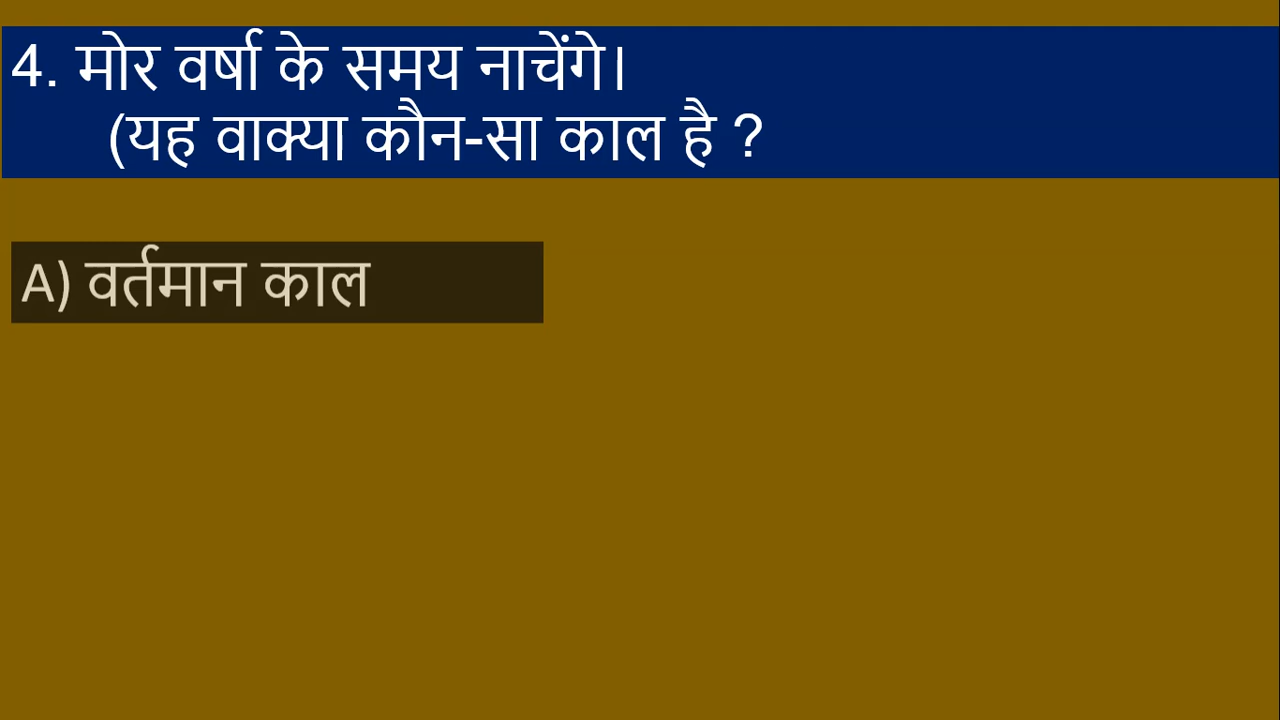 4. मोर वर्षा के समय नाचेंगे।
(यह वाक्या कौन-सा काल है ?
A) वर्तमान काल